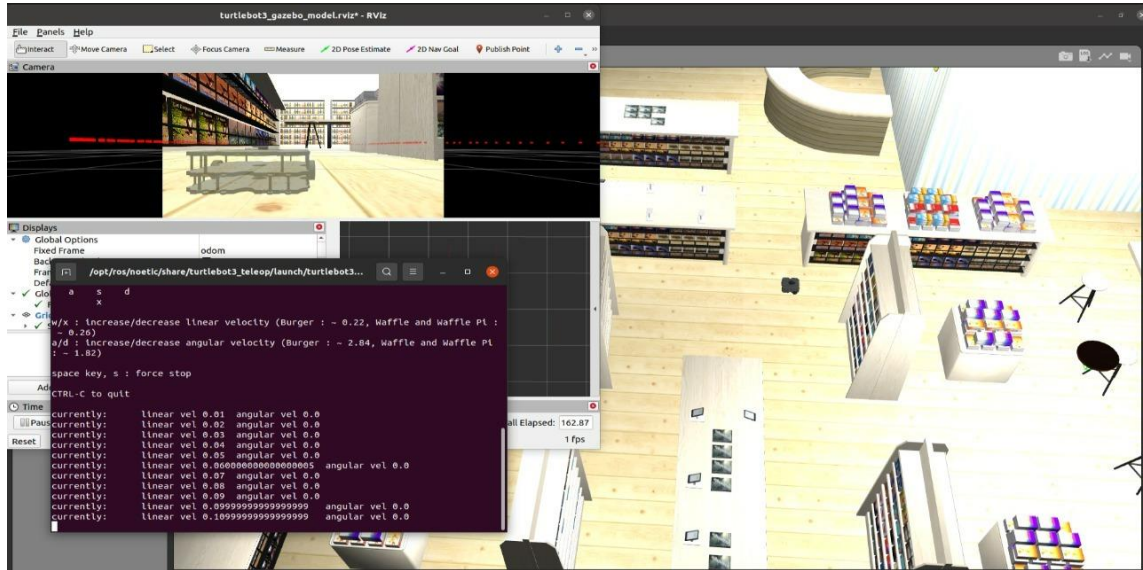 turtlebot3_gazebo_model.rviz* - RViz
File Panels Help
Interact Move Camera Select Focus Camera Measure 2D Pose Estimate 2D Nav Goal Publish Point
Camera
Displays
Global Options
Fixed Frame odom
Bac
Fran
Def
Glo
Gri
/opt/ros/noetic/share/turtlebot3_teleop/launch/turtlebot3...
a s d
x
w/x : increase/decrease linear velocity (Burger : ~ 0.22, Waffle and Waffle Pi :
~ 0.26)
a/d : increase/decrease angular velocity (Burger : ~ 2.84, Waffle and Waffle Pi
: ~ 1.82)
space key, s : force stop
CTRL-C to quit
Ad
Time
Paus
all Elapsed: 162.87
Reset
1 fps
currently: linear vel 0.01 angular vel 0.0
currently: linear vel 0.02 angular vel 0.0
currently: linear vel 0.03 angular vel 0.0
currently: linear vel 0.04 angular vel 0.0
currently: linear vel 0.05 angular vel 0.0
currently: linear vel 0.060000000000000005 angular vel 0.0
currently: linear vel 0.07 angular vel 0.0
currently: linear vel 0.08 angular vel 0.0
currently: linear vel 0.09 angular vel 0.0
currently: linear vel 0.09999999999999999 angular vel 0.0
currently: linear vel 0.10999999999999999 angular vel 0.0